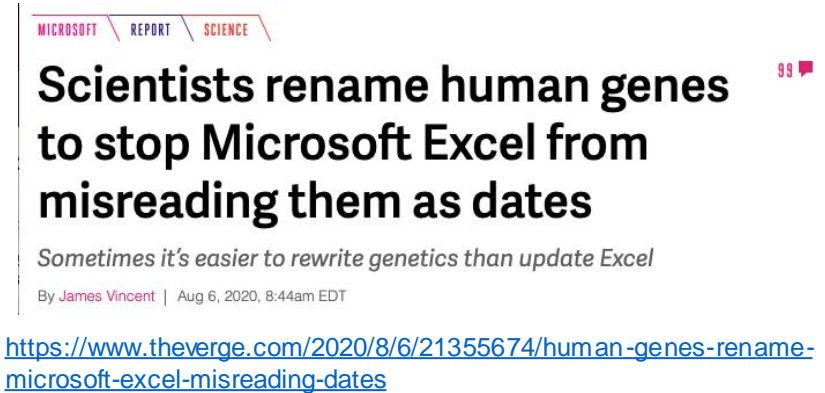 MICROSOFT \ REPORT \ SCIENCE \
Scientists rename human genes
99
to stop Microsoft Excel from
misreading them as dates
Sometimes it's easier to rewrite genetics than update Excel
By James Vincent | Aug 6, 2020, 8:44am EDT
https://www.theverge.com/2020/8/6/21355674/human-genes-rename-
microsoft-excel-misreading-dates